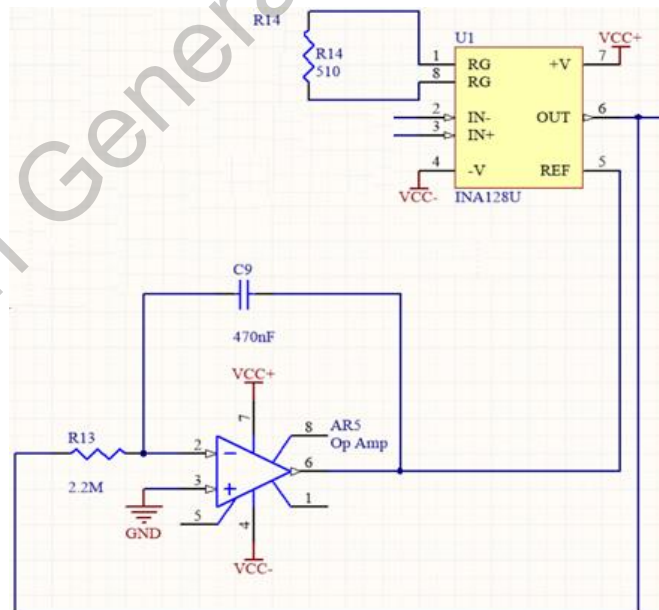 R14
R14
510
U1
VCC+
1
RG
+V
7
8
RG
2
IN-
OUT
6
3
IN+
4
-V
REF
5
VCC-
INA128U
C9
470nF
VCC+
7
8
AR5
Op Amp
R13
2
6
2.2M
3
1
GND
5
4
VCC-
Genera